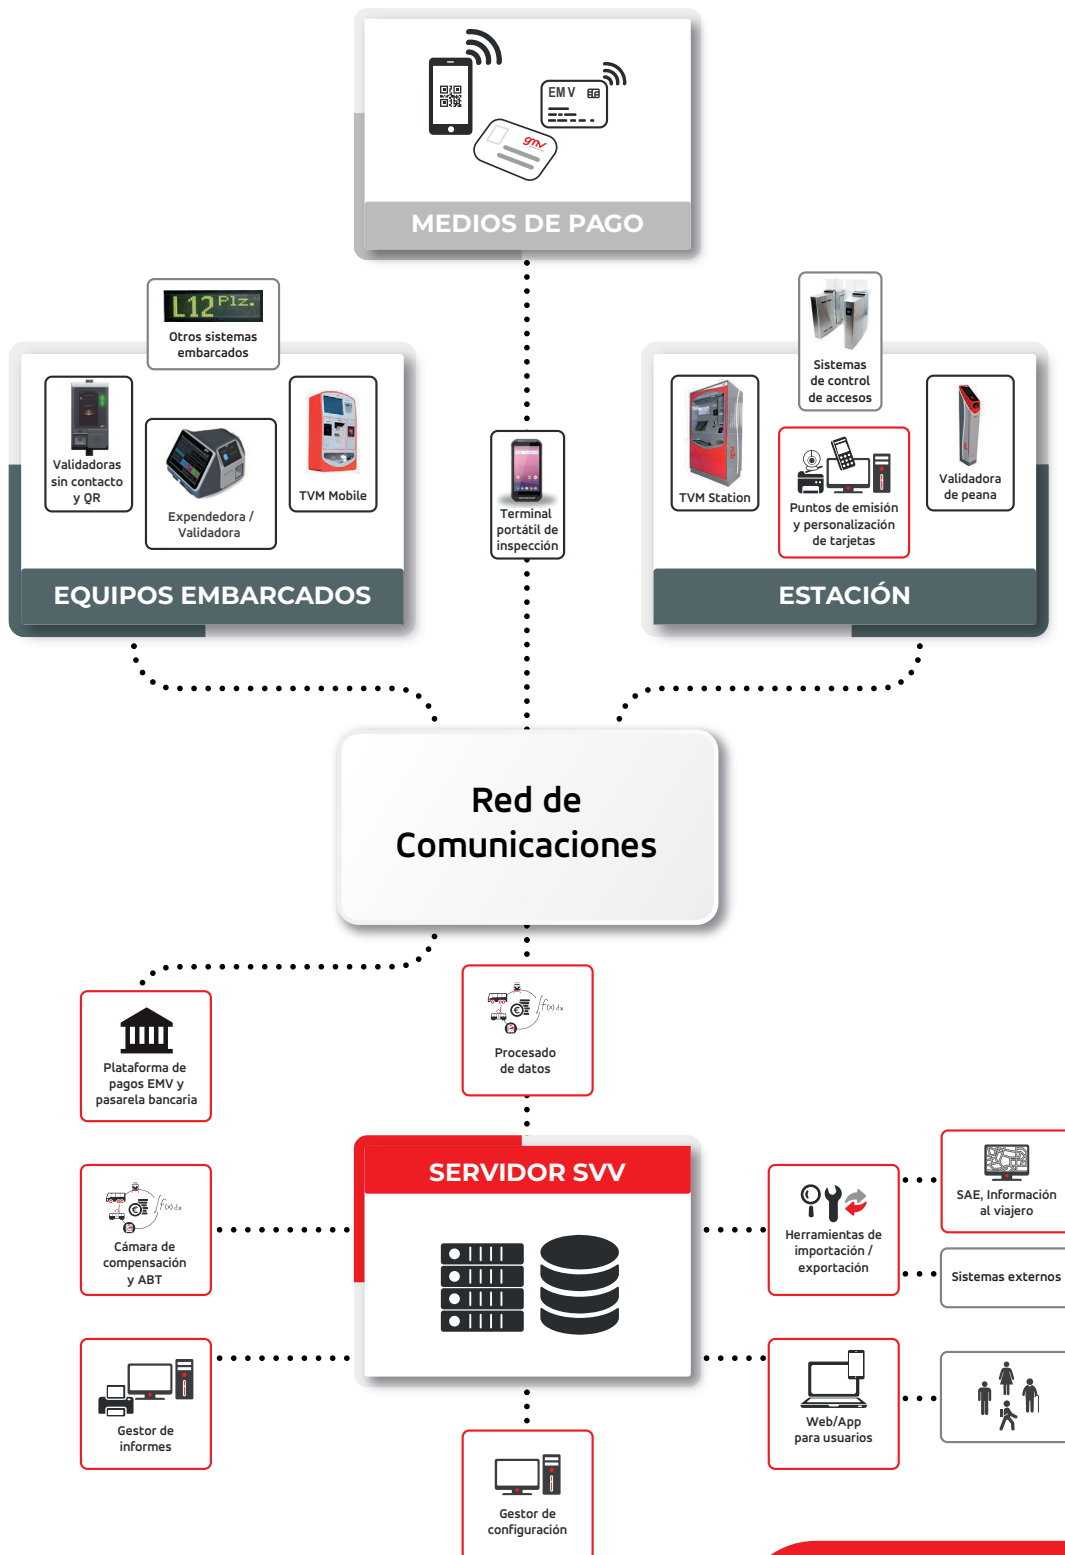 EMV
gmv
MEDIOS DE PAGO
L12 Plz.
Otros sistemas
embarcados
Validadoras
sin contacto
y QR
Expendedora /
Validadora
TVM Mobile
EQUIPOS EMBARCADOS
Terminal
portátil de
inspección
Sistemas
de control
de accesos
TVM Station
Puntos de emisión
y personalización
de tarjetas
Validadora
de peana
ESTACIÓN
Red de
Comunicaciones
Plataforma de
pagos EMV y
pasarela bancaria
∫f(x)dx
Procesado
de datos
SERVIDOR SVV
∫f(x)dx
Cámara de
compensación
y ABT
Herramientas de
importación /
exportación
SAE, Información
al viajero
Sistemas externos
Gestor de
informes
Web/App
para usuarios
Gestor de
configuración